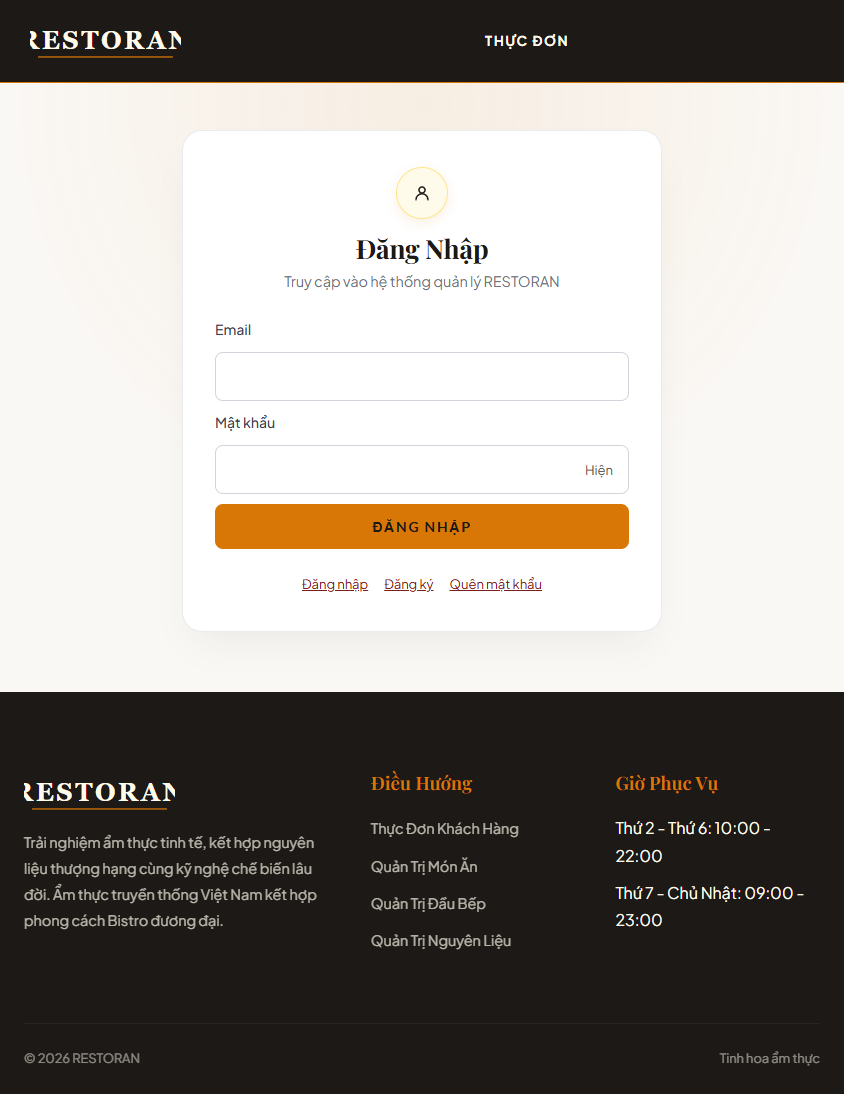 RESTORAN
THỰC ĐƠN
Đăng Nhập
Truy cập vào hệ thống quản lý RESTORAN
Email
Mật khẩu
Hiện
ĐĂNG NHẬP
Đăng nhập Đăng ký Quên mật khẩu
RESTORAN
Trải nghiệm ẩm thực tinh tế, kết hợp nguyên
liệu thượng hạng cùng kỹ nghệ chế biến lâu
đời. Ẩm thực truyền thống Việt Nam kết hợp
phong cách Bistro đương đại.
Điều Hướng
Thực Đơn Khách Hàng
Quản Trị Món Ăn
Quản Trị Đầu Bếp
Quản Trị Nguyên Liệu
Giờ Phục Vụ
Thứ 2 - Thứ 6: 10:00 -
22:00
Thứ 7 - Chủ Nhật: 09:00 -
23:00
© 2026 RESTORAN
Tinh hoa ẩm thực